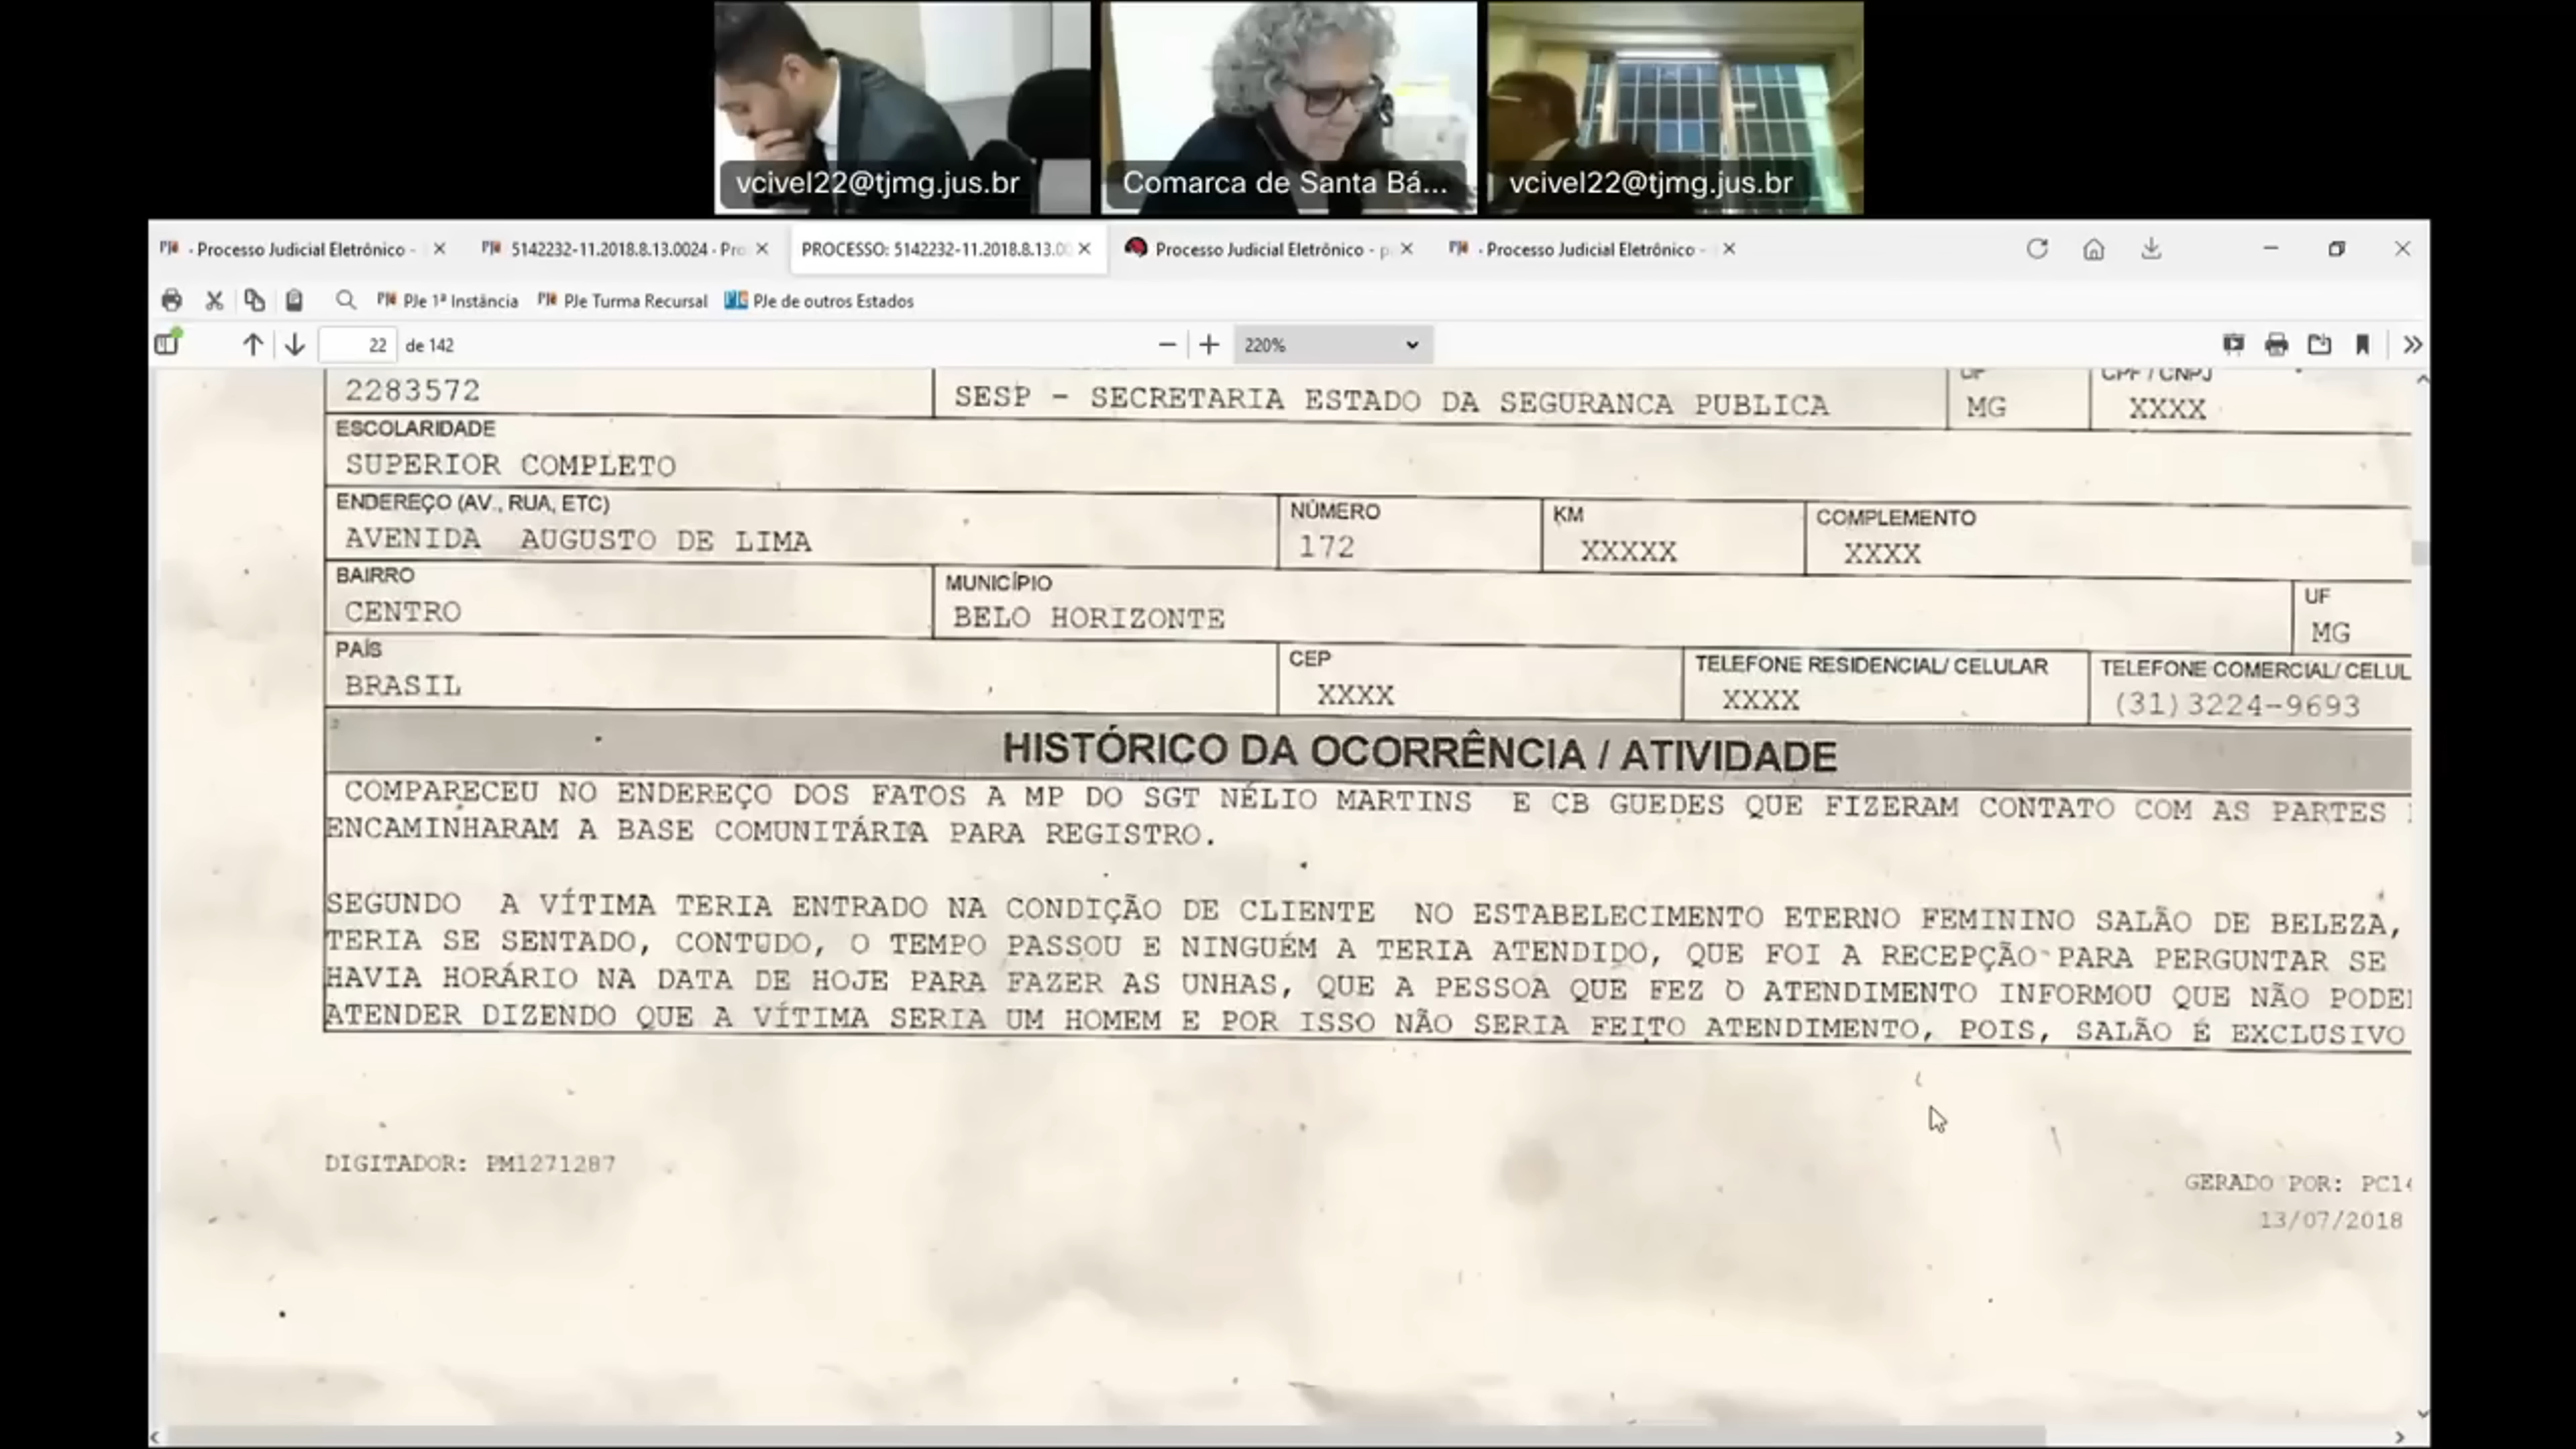 vcivel22@tjmg.jus.br
Comarca de Santa Bá...
vcivel22@tjmg.jus.br
PJe · Processo Judicial Eletrônico -
PJe 5142232-11.2018.8.13.0024 · Pro
PROCESSO: 5142232-11.2018.8.13.00
Processo Judicial Eletrônico - p
PJe · Processo Judicial Eletrônico -
PJe PJe 1ª Instância PJe PJe Turma Recursal PJe de outros Estados
22 de 142
220%
2283572
SESP - SECRETARIA ESTADO DA SEGURANCA PUBLICA
UF
MG
CPF / CNPJ
XXXX
ESCOLARIDADE
SUPERIOR COMPLETO
ENDEREÇO (AV., RUA, ETC)
AVENIDA AUGUSTO DE LIMA
NÚMERO
172
KM
XXXXX
COMPLEMENTO
XXXX
BAIRRO
CENTRO
MUNICÍPIO
BELO HORIZONTE
UF
MG
PAÍS
BRASIL
CEP
XXXX
TELEFONE RESIDENCIAL/ CELULAR
XXXX
TELEFONE COMERCIAL/ CELUL
(31)3224-9693
HISTÓRICO DA OCORRÊNCIA / ATIVIDADE
COMPARECEU NO ENDEREÇO DOS FATOS A MP DO SGT NÉLIO MARTINS E CB GUEDES QUE FIZERAM CONTATO COM AS PARTES
ENCAMINHARAM A BASE COMUNITÁRIA PARA REGISTRO.
SEGUNDO A VÍTIMA TERIA ENTRADO NA CONDIÇÃO DE CLIENTE NO ESTABELECIMENTO ETERNO FEMININO SALÃO DE BELEZA,
TERIA SE SENTADO, CONTUDO, O TEMPO PASSOU E NINGUÉM A TERIA ATENDIDO, QUE FOI A RECEPÇÃO PARA PERGUNTAR SE
HAVIA HORÁRIO NA DATA DE HOJE PARA FAZER AS UNHAS, QUE A PESSOA QUE FEZ O ATENDIMENTO INFORMOU QUE NÃO PODE
ATENDER DIZENDO QUE A VÍTIMA SERIA UM HOMEM E POR ISSO NÃO SERIA FEITO ATENDIMENTO, POIS, SALÃO É EXCLUSIVO
DIGITADOR: PM1271287
GERADO POR: PC14
13/07/2018